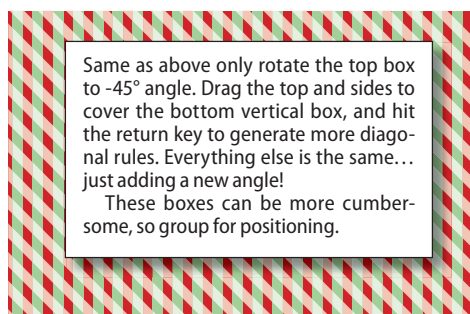 Same as above only rotate the top box
to -45° angle. Drag the top and sides to
cover the bottom vertical box, and hit
the return key to generate more diago-
nal rules. Everything else is the same…
just adding a new angle!
These boxes can be more cumber-
some, so group for positioning.